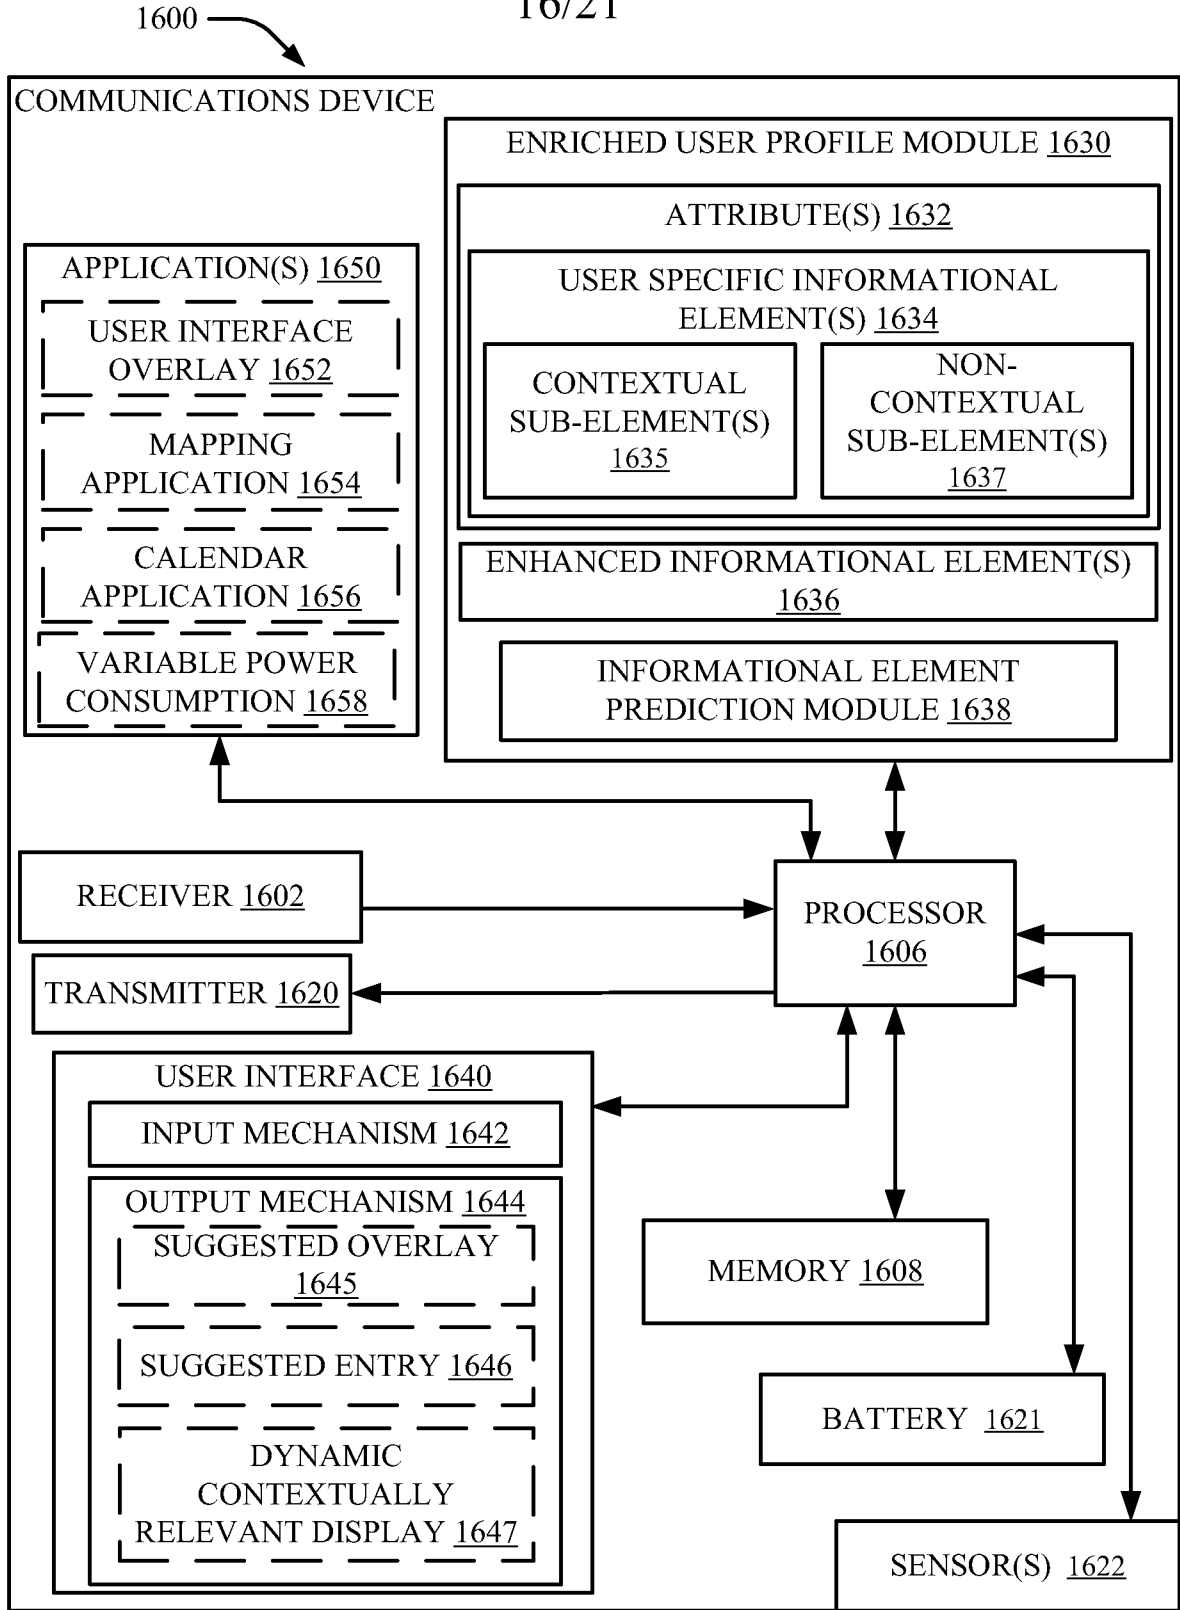 16/21
1600
COMMUNICATIONS DEVICE
ENRICHED USER PROFILE MODULE 1630
ATTRIBUTE(S) 1632
USER SPECIFIC INFORMATIONAL
ELEMENT(S) 1634
CONTEXTUAL
SUB-ELEMENT(S)
1635
NON-
CONTEXTUAL
SUB-ELEMENT(S)
1637
ENHANCED INFORMATIONAL ELEMENT(S)
1636
INFORMATIONAL ELEMENT
PREDICTION MODULE 1638
APPLICATION(S) 1650
USER INTERFACE
OVERLAY 1652
MAPPING
APPLICATION 1654
CALENDAR
APPLICATION 1656
VARIABLE POWER
CONSUMPTION 1658
RECEIVER 1602
PROCESSOR
1606
TRANSMITTER 1620
USER INTERFACE 1640
INPUT MECHANISM 1642
OUTPUT MECHANISM 1644
SUGGESTED OVERLAY
1645
SUGGESTED ENTRY 1646
DYNAMIC
CONTEXTUALLY
RELEVANT DISPLAY 1647
MEMORY 1608
BATTERY 1621
SENSOR(S) 1622